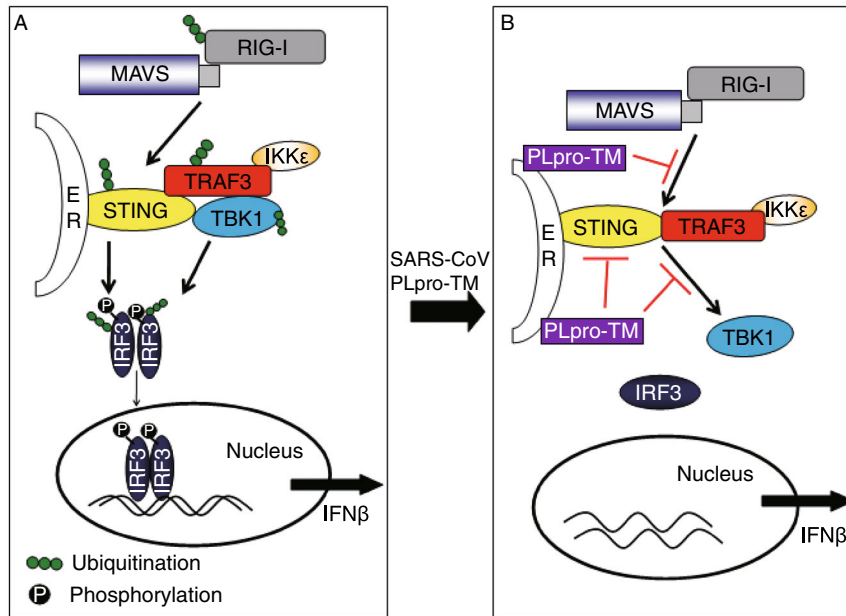 A
RIG-I
MAVS
IKKε
TRAF3
E
R
STING
TBK1
P
P
IRF3
IRF3
P
P
IRF3
IRF3
Nucleus
IFNβ
Ubiquitination
P Phosphorylation
SARS-CoV
PLpro-TM
B
RIG-I
MAVS
PLpro-TM
IKKε
E
R
STING
TRAF3
PLpro-TM
TBK1
IRF3
Nucleus
IFNβ